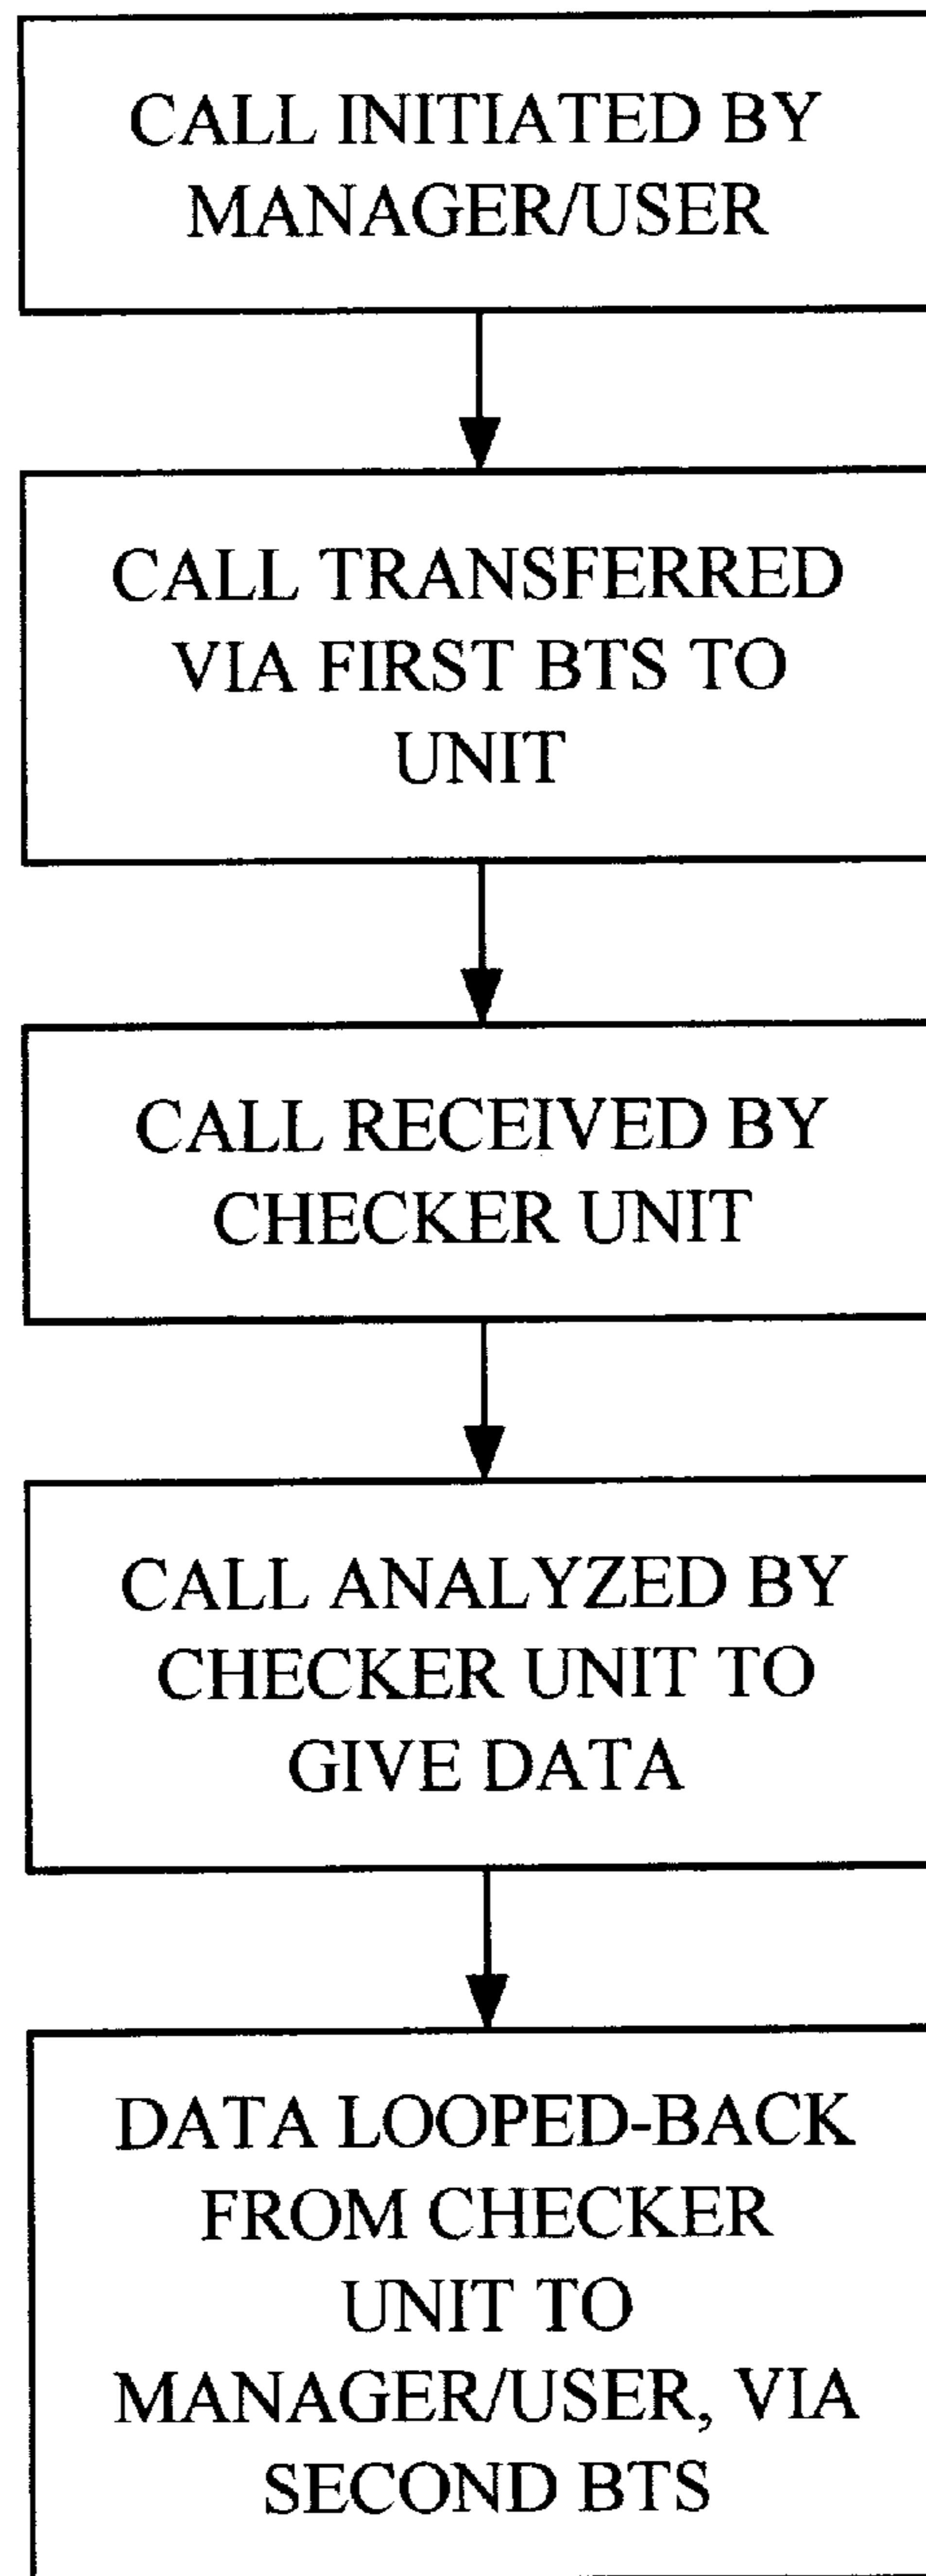 CALL INITIATED BY
MANAGER/USER
CALL TRANSFERRED
VIA FIRST BTS TO
UNIT
CALL RECEIVED BY
CHECKER UNIT
CALL ANALYZED BY
CHECKER UNIT TO
GIVE DATA
DATA LOOPED-BACK
FROM CHECKER
UNIT TO
MANAGER/USER, VIA
SECOND BTS